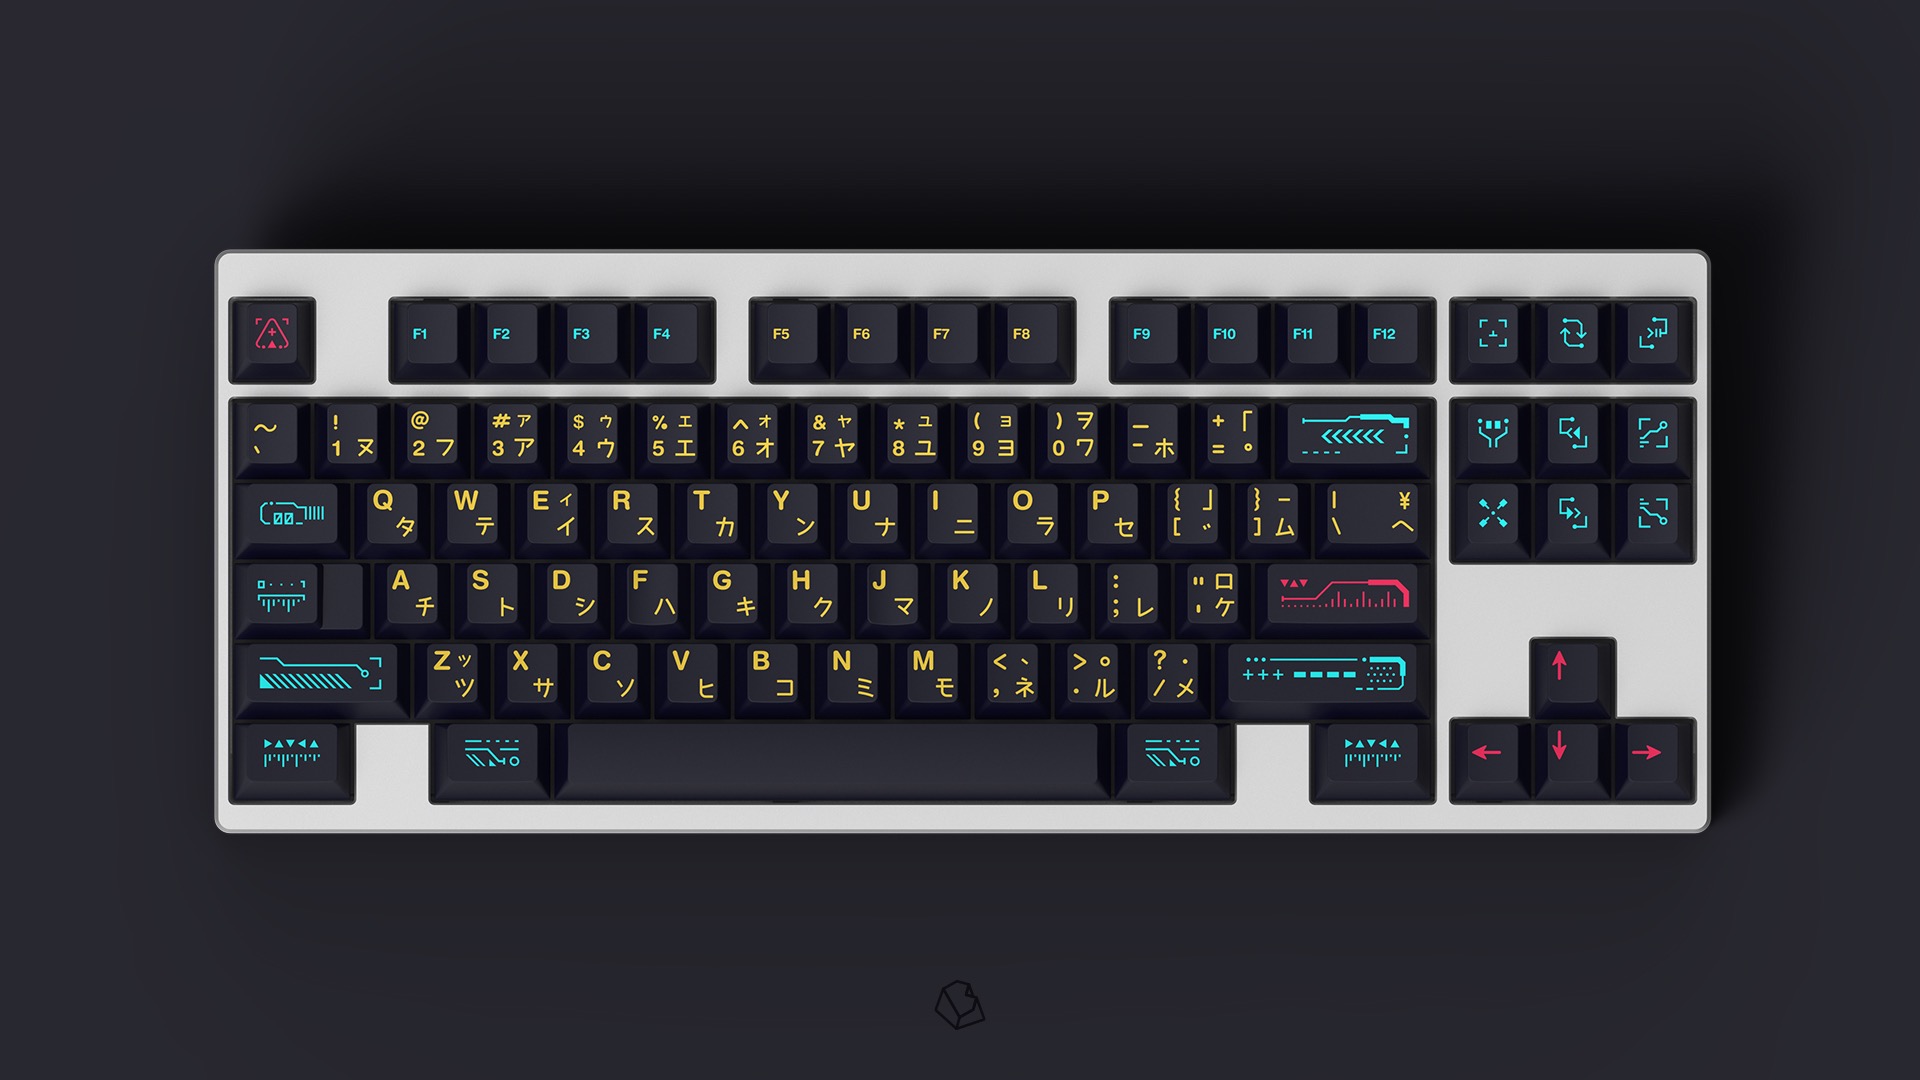 F1 F2 F3 F4 F5 F6 F7 F8 F9 F10 F11 F12
~ ! @ # ァ $ ゥ % ェ ^ ォ & ャ * ュ ( ョ ) ヲ _ + 「
` 1 ヌ 2 フ 3 ア 4 ウ 5 エ 6 オ 7 ヤ 8 ユ 9 ヨ 0 ワ - ホ = ゜
Q W E ィ R T Y U I O P { 」 } ー | ¥
00 タ テ イ ス カ ン ナ ニ ラ セ [ ゛ ] ム \ ヘ
A S D F G H J K L : " ロ
チ ト シ ハ キ ク マ ノ リ ; レ ' ケ
Z ッ X C V B N M < 、 > 。 ? ・
ツ サ ソ ヒ コ ミ モ , ネ . ル / メ